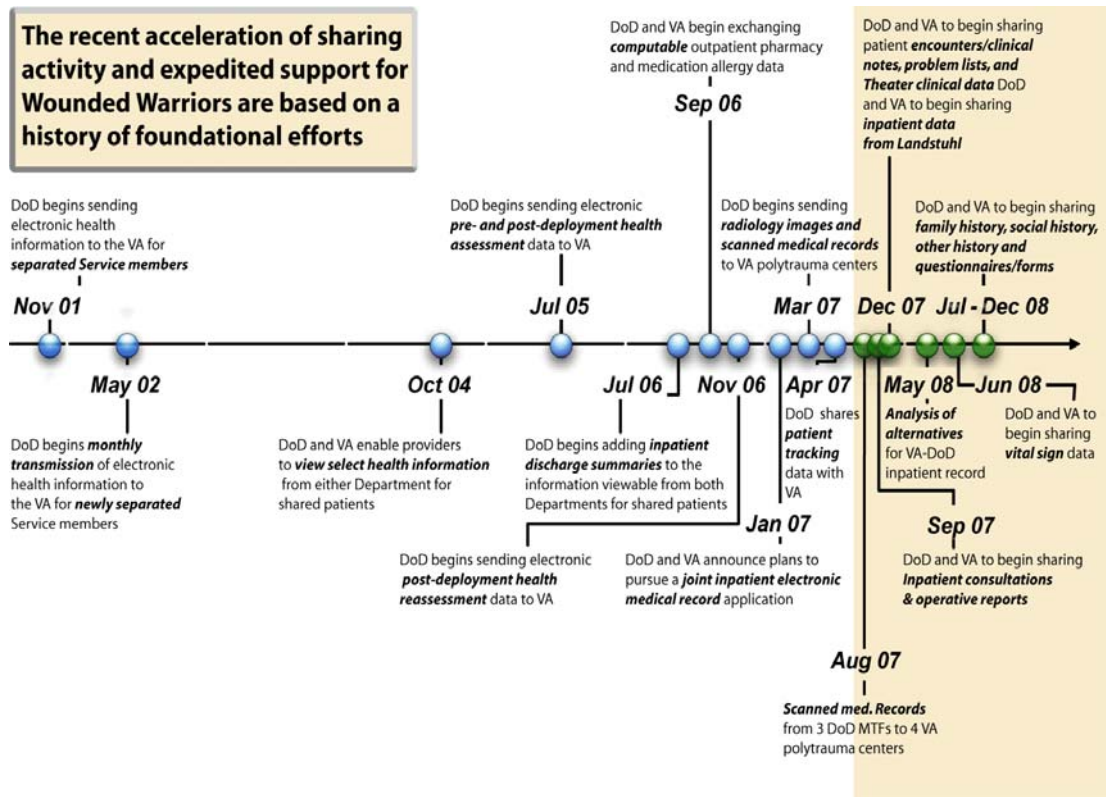 The recent acceleration of sharing
activity and expedited support for
Wounded Warriors are based on a
history of foundational efforts
DoD and VA begin exchanging
computable outpatient pharmacy
and medication allergy data
Sep 06
DoD and VA to begin sharing
patient encounters/clinical
notes, problem lists, and
Theater clinical data DoD
and VA to begin sharing
inpatient data
from Landstuhl
DoD begins sending
electronic health
information to the VA for
separated Service members
Nov 01
DoD begins sending electronic
pre- and post-deployment health
assessment data to VA
Jul 05
DoD begins sending
radiology images and
scanned medical records
to VA polytrauma centers
Mar 07
Dec 07
DoD and VA to begin sharing
family history, social history,
other history and
questionnaires/forms
Jul - Dec 08
May 02
DoD begins monthly
transmission of electronic
health information to
the VA for newly separated
Service members
Oct 04
DoD and VA enable providers
to view select health information
from either Department for
shared patients
Jul 06
DoD begins adding inpatient
discharge summaries to the
information viewable from both
Departments for shared patients
Nov 06
DoD begins sending electronic
post-deployment health
reassessment data to VA
Apr 07
DoD shares
patient
tracking
data with
VA
Jan 07
DoD and VA announce plans to
pursue a joint inpatient electronic
medical record application
May 08
Analysis of
alternatives
for VA-DoD
inpatient record
Jun 08
DoD and VA to
begin sharing
vital sign data
Sep 07
DoD and VA to begin sharing
Inpatient consultations
& operative reports
Aug 07
Scanned med. Records
from 3 DoD MTFs to 4 VA
polytrauma centers